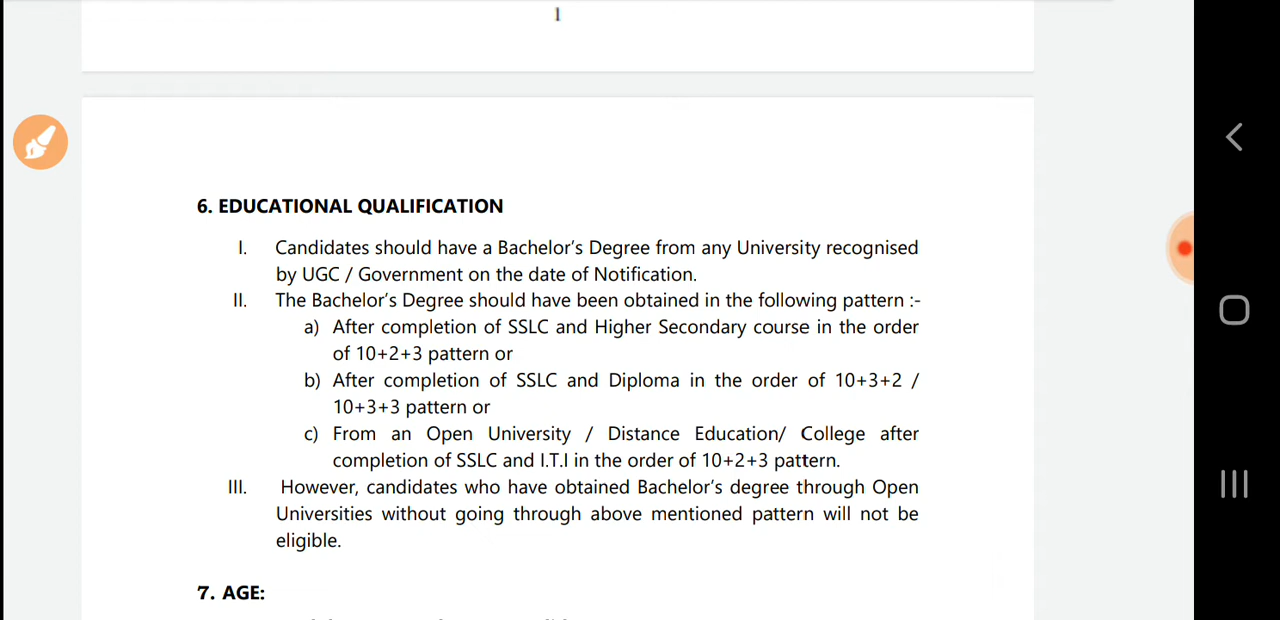 1
6. EDUCATIONAL QUALIFICATION
I. Candidates should have a Bachelor's Degree from any University recognised
by UGC / Government on the date of Notification.
II. The Bachelor's Degree should have been obtained in the following pattern :-
a) After completion of SSLC and Higher Secondary course in the order
of 10+2+3 pattern or
b) After completion of SSLC and Diploma in the order of 10+3+2 /
10+3+3 pattern or
c) From an Open University / Distance Education/ College after
completion of SSLC and I.T.I in the order of 10+2+3 pattern.
III. However, candidates who have obtained Bachelor's degree through Open
Universities without going through above mentioned pattern will not be
eligible.
7. AGE: